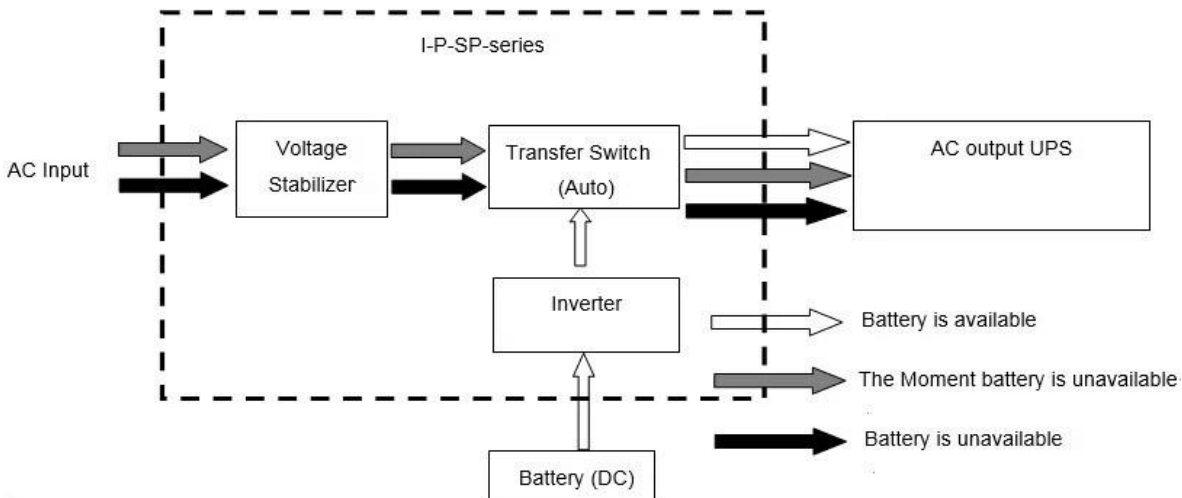 I-P-SP-series
AC Input
Voltage
Stabilizer
Transfer Switch
(Auto)
AC output UPS
Inverter
Battery is available
The Moment battery is unavailable
Battery is unavailable
Battery (DC)